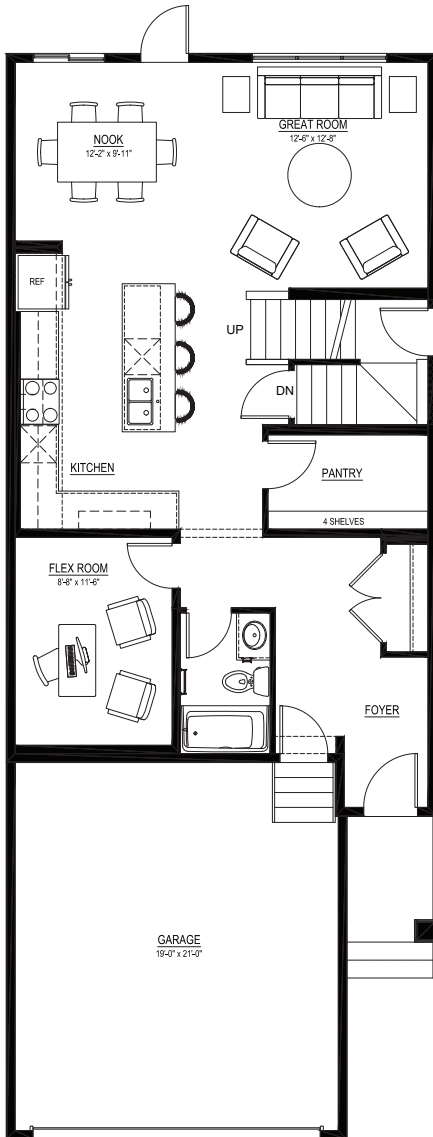 NOOK
12'-2" x 9'-11"
GREAT ROOM
12'-6" x 12'-8"
REF
UP
DN
KITCHEN
PANTRY
4 SHELVES
FLEX ROOM
8'-8" x 11'-6"
FOYER
GARAGE
19'-0" x 21'-0"